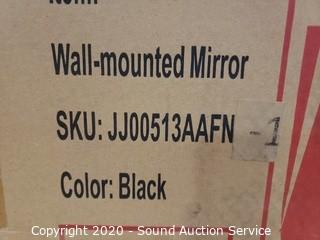 Wall-mounted Mirror
SKU: JJ00513AAFN -1
Color: Black
Copyright 2020 - Sound Auction Service